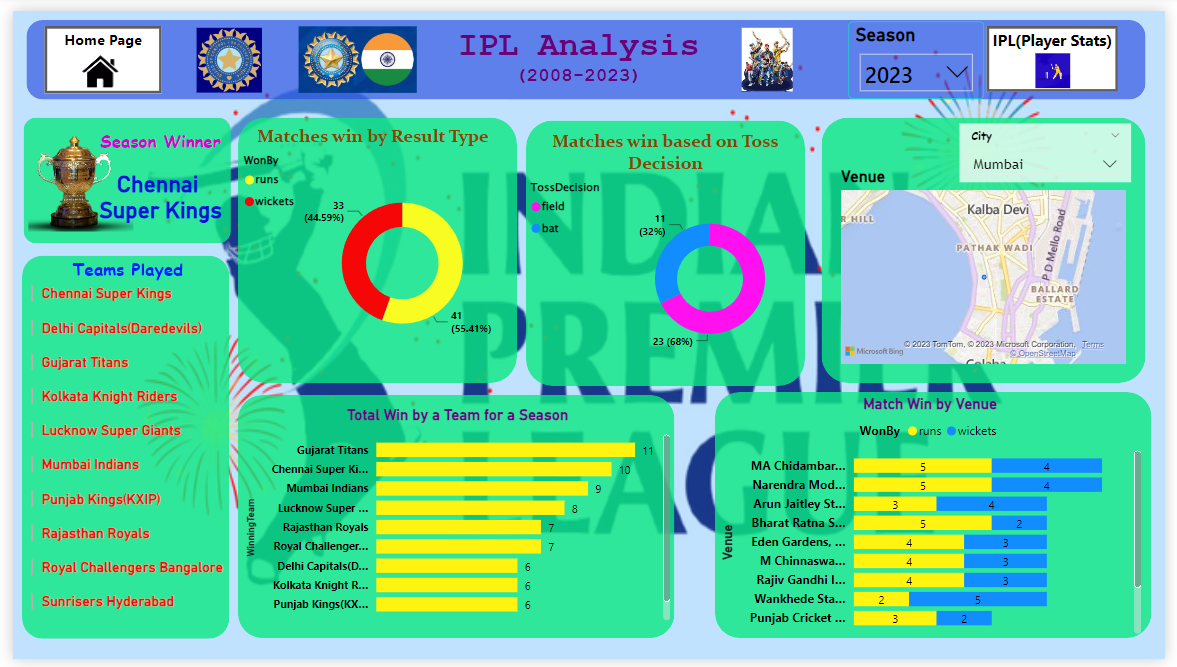 Home Page
IPL Analysis
(2008-2023)
Season
2023
IPL(Player Stats)
Season Winner
Chennai
Super Kings
Teams Played
Chennai Super Kings
Delhi Capitals(Daredevils)
Gujarat Titans
Kolkata Knight Riders
Lucknow Super Giants
Mumbai Indians
Punjab Kings(KXIP)
Rajasthan Royals
Royal Challengers Bangalore
Sunrisers Hyderabad
Matches win by Result Type
WonBy
runs
wickets
33
(44.59%)
41
(55.41%)
Matches win based on Toss
Decision
TossDecision
field
bat
11
(32%)
23 (68%)
City
Mumbai
Venue
R HILL
Kalba Devi
PATHAK WADI
P D Mello Road
BALLARD
ESTATE
Microsoft Bing
© 2023 TomTom, © 2023 Microsoft Corporation, Terms
© OpenStreetMap
Colaba
INDIAN
PREMIER
LEAGUE
Total Win by a Team for a Season
WinningTeam
Gujarat Titans 11
Chennai Super Ki... 10
Mumbai Indians 9
Lucknow Super ... 8
Rajasthan Royals 7
Royal Challenger... 7
Delhi Capitals(D... 6
Kolkata Knight R... 6
Punjab Kings(KX... 6
Match Win by Venue
WonBy runs wickets
Venue
MA Chidambar... 5 4
Narendra Mod... 5 4
Arun Jaitley St... 3 4
Bharat Ratna S... 5 2
Eden Gardens, ... 4 3
M Chinnaswa... 4 3
Rajiv Gandhi I... 4 3
Wankhede Sta... 2 5
Punjab Cricket ... 3 2